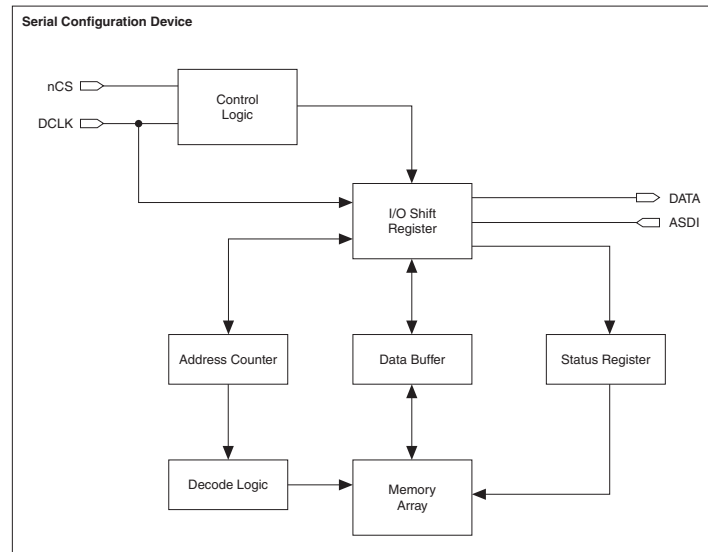 Serial Configuration Device
nCS
Control
Logic
DCLK
DATA
I/O Shift
Register
ASDI
Address Counter
Data Buffer
Status Register
Decode Logic
Memory
Array